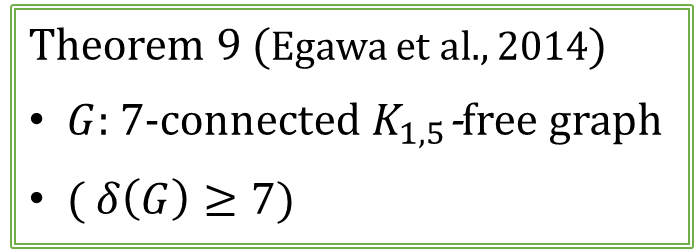 Theorem 9 (Egawa et al., 2014)
• G: 7-connected K₁,₅-free graph
• ( δ(G) ≥ 7)